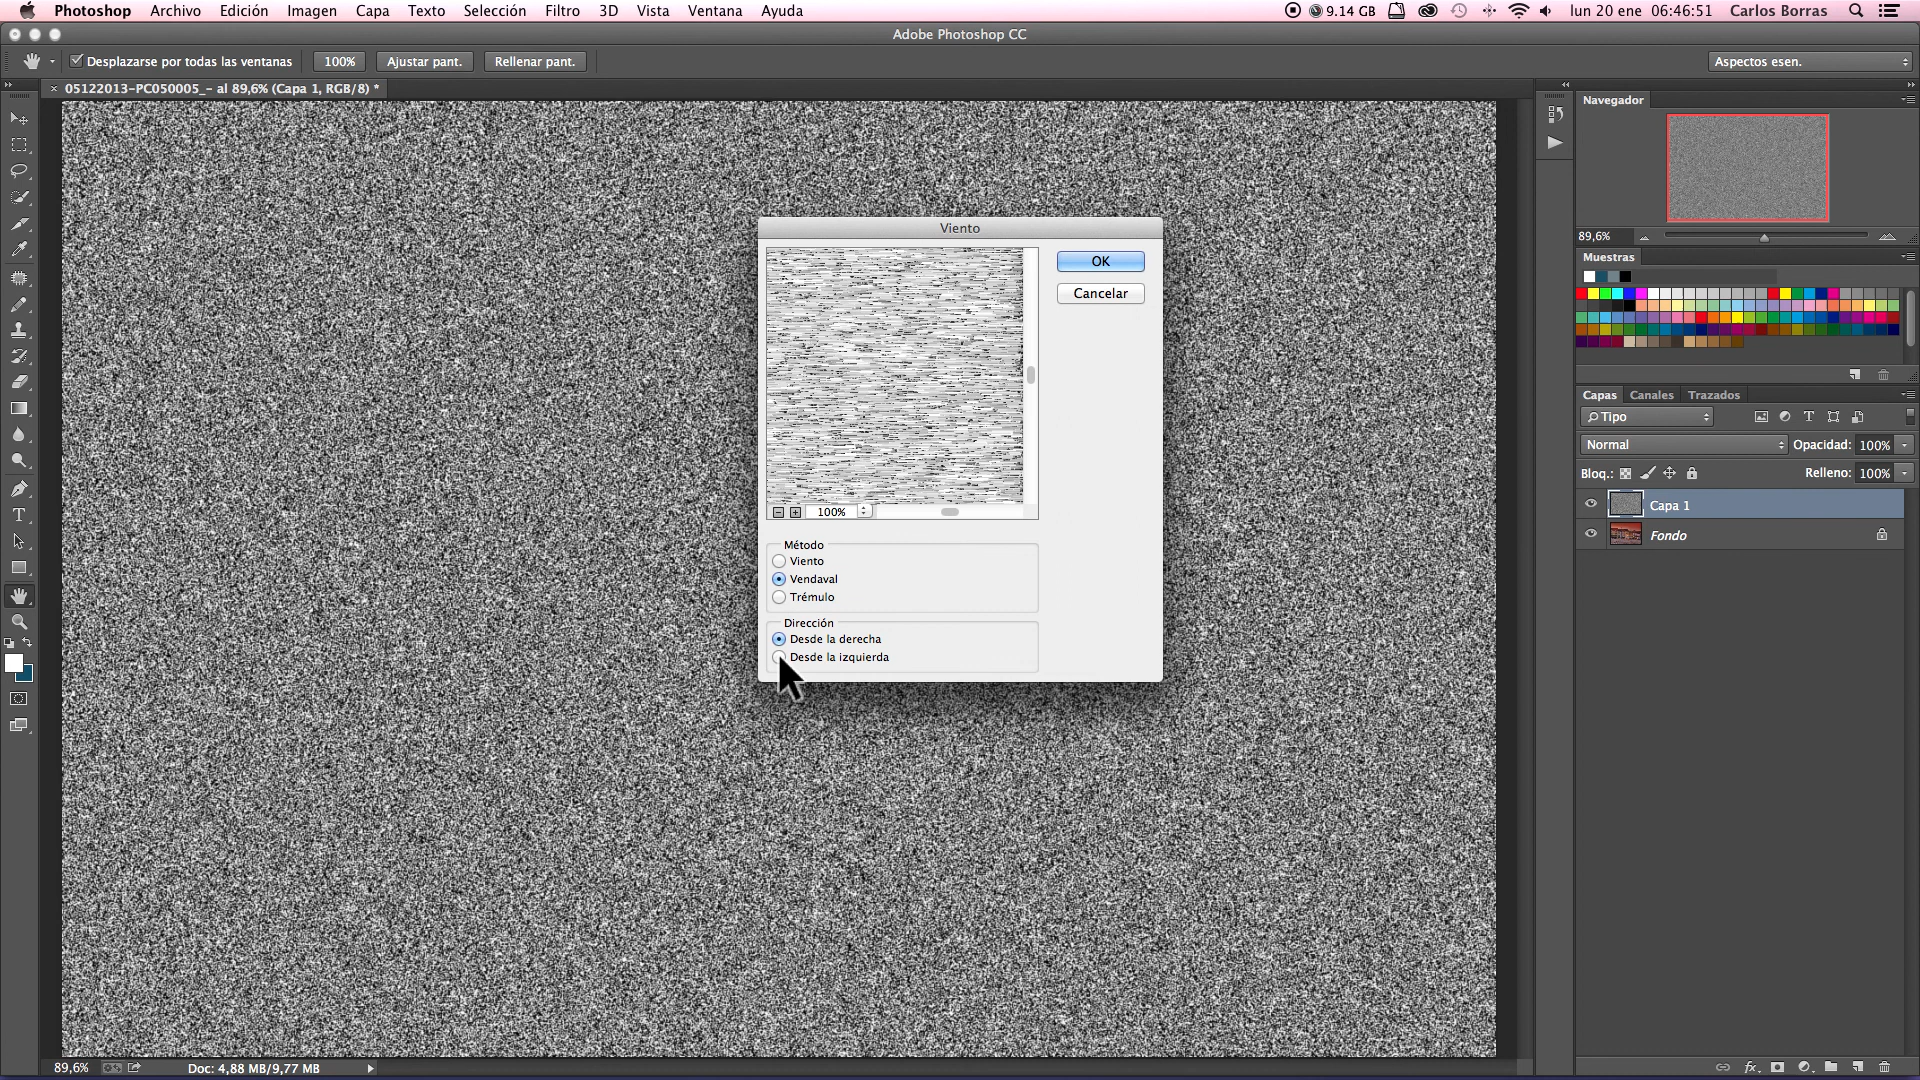 Photoshop Archivo Edición Imagen Capa Texto Selección Filtro 3D Vista Ventana Ayuda 9.14 GB lun 20 ene 06:46:51 Carlos Borras
Adobe Photoshop CC
Desplazarse por todas las ventanas 100% Ajustar pant. Rellenar pant. Aspectos esen.
× 05122013-PC050005_- al 89,6% (Capa 1, RGB/8) *
Navegador
89,6%
Muestras
Viento
OK
Cancelar
100%
Método
Viento
Vendaval
Trémulo
Dirección
Desde la derecha
Desde la izquierda
Capas Canales Trazados
Tipo
Normal Opacidad: 100%
Bloq.: Relleno: 100%
Capa 1
Fondo
89,6% Doc: 4,88 MB/9,77 MB